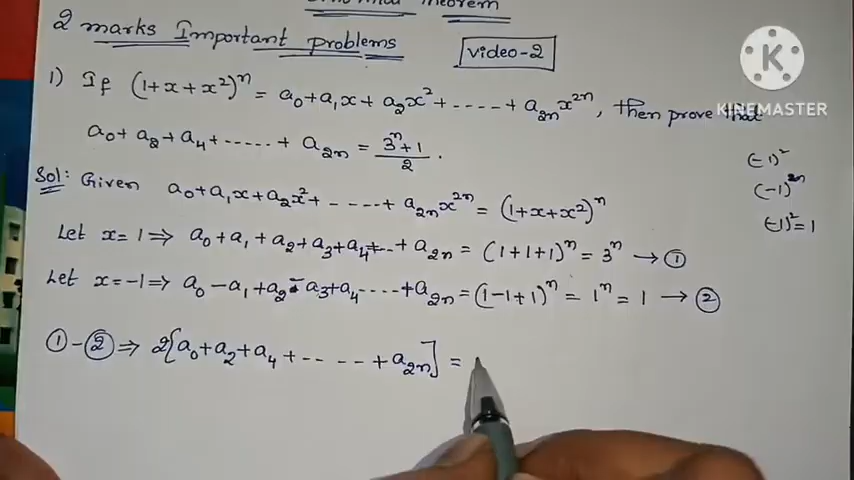 Theorem
2 marks Important problems
video-2
1) If (1+x+x²)ⁿ = a₀+a₁x+a₂x²+-----+a₂ₙx²ⁿ, then prove that
a₀+a₂+a₄+-----+a₂ₙ = (3ⁿ+1)/2.
Sol: Given a₀+a₁x+a₂x²+-----+a₂ₙx²ⁿ = (1+x+x²)ⁿ
Let x=1 ⇒ a₀+a₁+a₂+a₃+a₄+--+a₂ₙ = (1+1+1)ⁿ = 3ⁿ → ①
Let x=-1 ⇒ a₀-a₁+a₂-a₃+a₄-----+a₂ₙ = (1-1+1)ⁿ = 1ⁿ = 1 → ②
①-② ⇒ 2[a₀+a₂+a₄+-----+a₂ₙ] =
(-1)²
(-1)²ⁿ
(-1)²=1
KINEMASTER